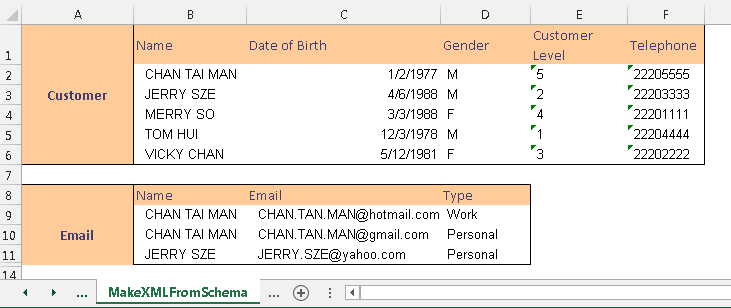 A B C D E F
1 Name Date of Birth Gender Customer Level Telephone
2 CHAN TAI MAN 1/2/1977 M 5 22205555
3 Customer JERRY SZE 4/6/1988 M 2 22203333
4 MERRY SO 3/3/1988 F 4 22201111
5 TOM HUI 12/3/1978 M 1 22204444
6 VICKY CHAN 5/12/1981 F 3 22202222
7
8 Name Email Type
9 CHAN TAI MAN CHAN.TAN.MAN@hotmail.com Work
10 Email CHAN TAI MAN CHAN.TAN.MAN@gmail.com Personal
11 JERRY SZE JERRY.SZE@yahoo.com Personal
14
... MakeXMLFromSchema ...